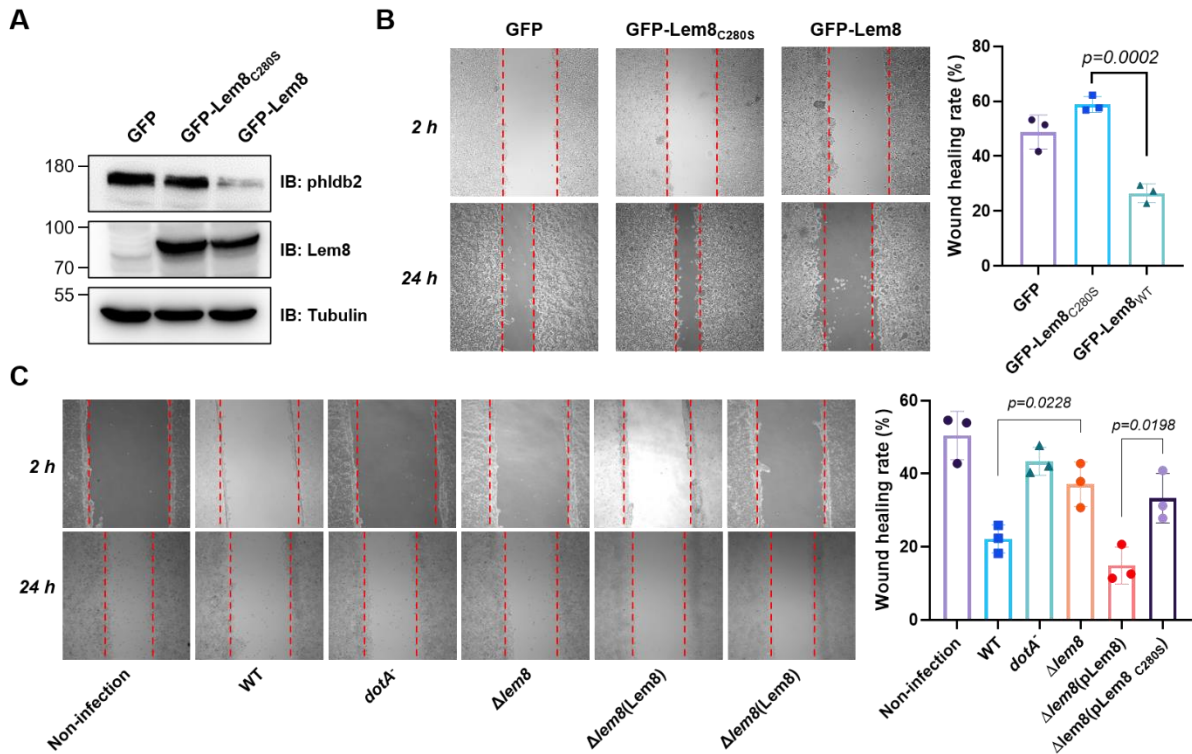 A
GFP
GFP-Lem8C280S
GFP-Lem8
180
IB: phldb2
100
70
IB: Lem8
55
IB: Tubulin
B
GFP
GFP-Lem8C280S
GFP-Lem8
2 h
24 h
Wound healing rate (%)
80
60
40
20
0
p=0.0002
GFP
GFP-Lem8C280S
GFP-Lem8WT
C
2 h
24 h
Non-infection
WT
dotA-
Δlem8
Δlem8(Lem8)
Δlem8(Lem8)
Wound healing rate (%)
60
40
20
0
p=0.0228
p=0.0198
Non-infection
WT
dotA-
Δlem8
Δlem8(pLem8)
Δlem8(pLem8 C280S)